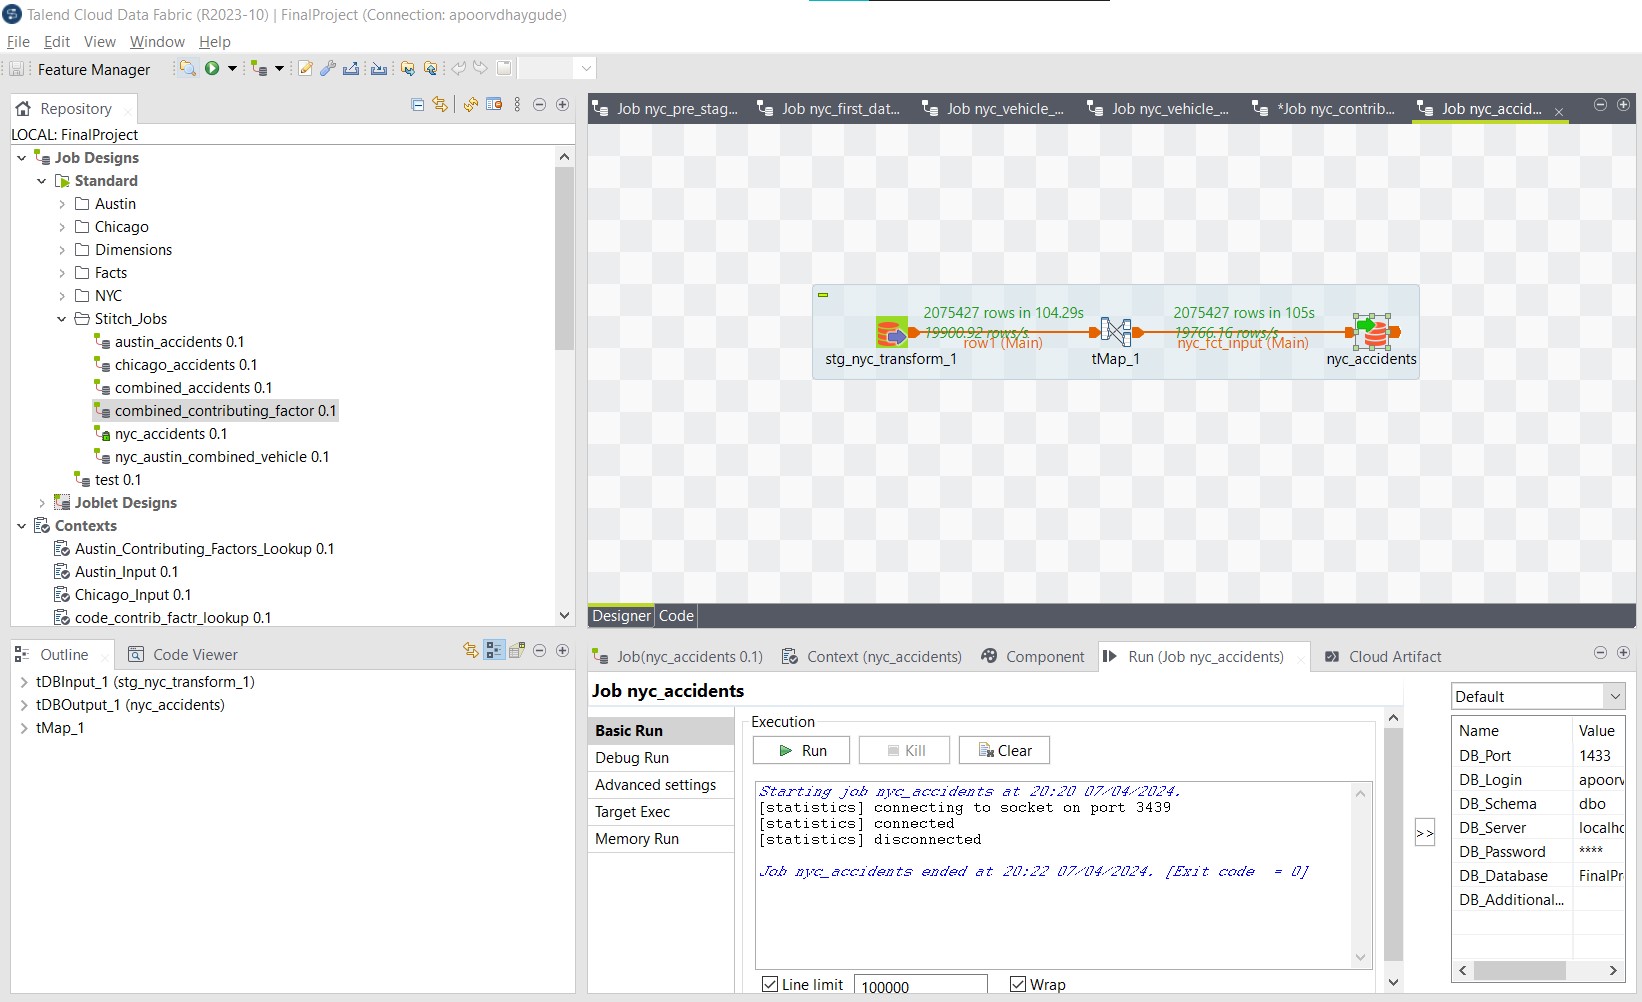 Talend Cloud Data Fabric (R2023-10) | FinalProject (Connection: apoorvdhaygude)
File Edit View Window Help
Feature Manager
Repository
LOCAL: FinalProject
Job Designs
Standard
Austin
Chicago
Dimensions
Facts
NYC
Stitch_Jobs
austin_accidents 0.1
chicago_accidents 0.1
combined_accidents 0.1
combined_contributing_factor 0.1
nyc_accidents 0.1
nyc_austin_combined_vehicle 0.1
test 0.1
Joblet Designs
Contexts
Austin_Contributing_Factors_Lookup 0.1
Austin_Input 0.1
Chicago_Input 0.1
code_contrib_factr_lookup 0.1
Job nyc_pre_stag... Job nyc_first_dat... Job nyc_vehicle_... Job nyc_vehicle_... *Job nyc_contrib... Job nyc_accid...
2075427 rows in 104.29s 2075427 rows in 105s
19900.92 rows/s 19766.16 rows/s
row1 (Main) nyc_fct_input (Main)
stg_nyc_transform_1 tMap_1 nyc_accidents
Designer Code
Outline Code Viewer
tDBInput_1 (stg_nyc_transform_1)
tDBOutput_1 (nyc_accidents)
tMap_1
Job(nyc_accidents 0.1) Context (nyc_accidents) Component Run (Job nyc_accidents) Cloud Artifact
Job nyc_accidents
Basic Run
Debug Run
Advanced settings
Target Exec
Memory Run
Execution
Run Kill Clear
Starting job nyc_accidents at 20:20 07/04/2024.
[statistics] connecting to socket on port 3439
[statistics] connected
[statistics] disconnected
Job nyc_accidents ended at 20:22 07/04/2024. [Exit code  = 0]
Line limit 100000 Wrap
>>
Default
Name Value
DB_Port 1433
DB_Login apoorv
DB_Schema dbo
DB_Server localhc
DB_Password ****
DB_Database FinalPr
DB_Additional...